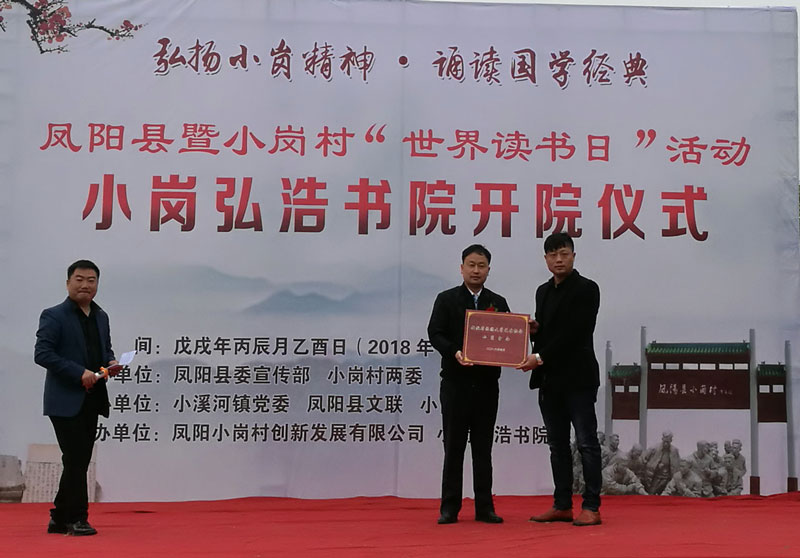 弘扬小岗精神·诵读国学经典
凤阳县暨小岗村“世界读书日”活动
小岗弘浩书院开院仪式
间：戊戌年丙辰月乙酉日（2018年
单位：凤阳县委宣传部 小岗村两委
单位：小溪河镇党委 凤阳县文联 小
办单位：凤阳小岗村创新发展有限公司 小 浩书院
凤阳县小岗村